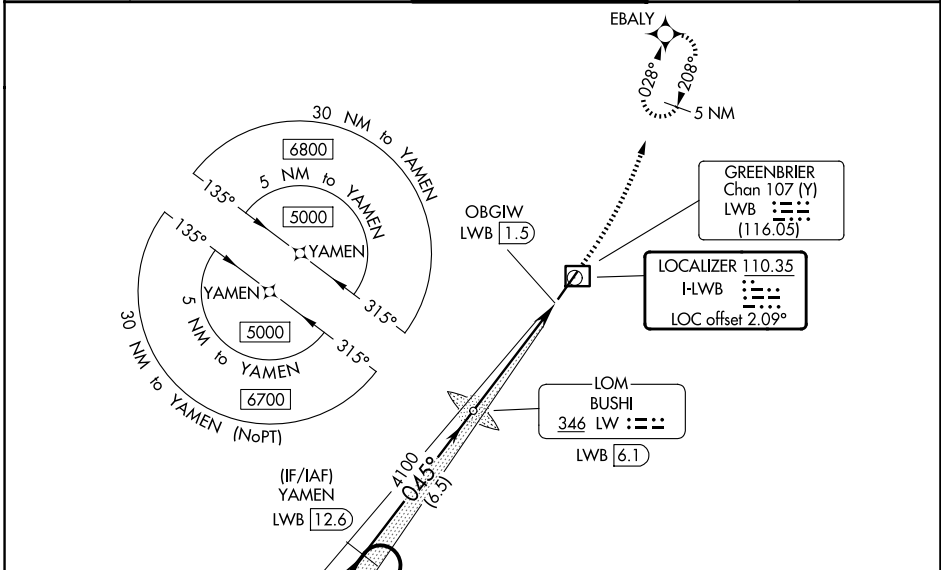 EBALY
028°
208°
5 NM
30 NM to YAMEN
6800
5 NM to YAMEN
5000
135°
YAMEN
315°
135°
YAMEN
315°
5000
5 NM to YAMEN
6700
30 NM to YAMEN (NoPT)
OBGIW
LWB 1.5
GREENBRIER
Chan 107 (Y)
LWB
(116.05)
LOCALIZER 110.35
I-LWB
LOC offset 2.09°
LOM
BUSHI
346 LW
LWB 6.1
4100
045°
(6.5)
(IF/IAF)
YAMEN
LWB 12.6